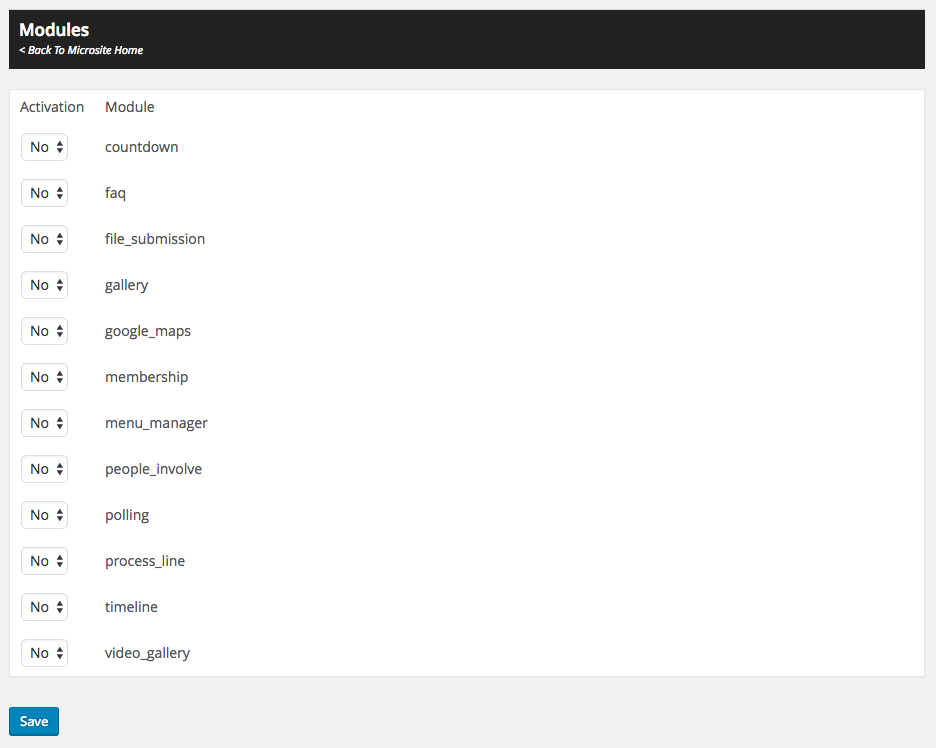 Modules
< Back To Microsite Home
Activation Module
No countdown
No faq
No file_submission
No gallery
No google_maps
No membership
No menu_manager
No people_involve
No polling
No process_line
No timeline
No video_gallery
Save